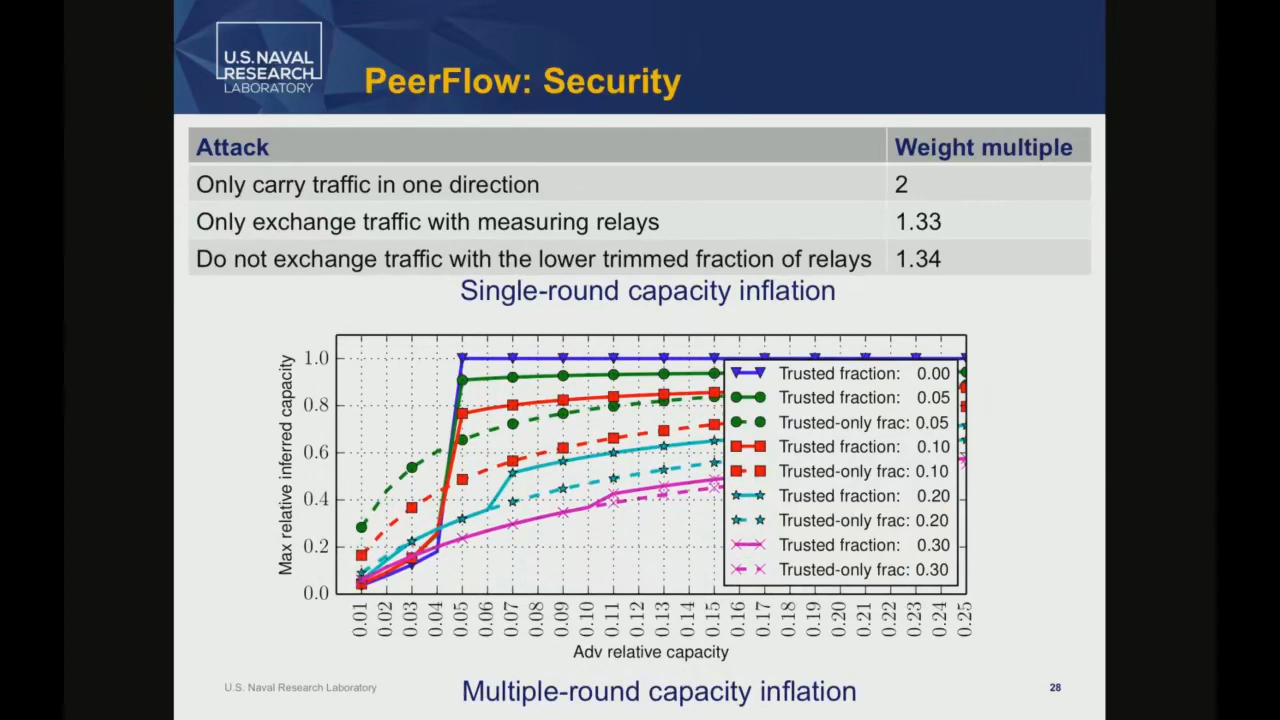 U.S. NAVAL
RESEARCH
LABORATORY
PeerFlow: Security
Attack Weight multiple
Only carry traffic in one direction 2
Only exchange traffic with measuring relays 1.33
Do not exchange traffic with the lower trimmed fraction of relays 1.34
Single-round capacity inflation
Max relative inferred capacity
1.0
0.8
0.6
0.4
0.2
0.0
Trusted fraction: 0.00
Trusted fraction: 0.05
Trusted-only frac: 0.05
Trusted fraction: 0.10
Trusted-only frac: 0.10
Trusted fraction: 0.20
Trusted-only frac: 0.20
Trusted fraction: 0.30
Trusted-only frac: 0.30
0.01 0.02 0.03 0.04 0.05 0.06 0.07 0.08 0.09 0.10 0.11 0.12 0.13 0.14 0.15 0.16 0.17 0.18 0.19 0.20 0.21 0.22 0.23 0.24 0.25
Adv relative capacity
U.S. Naval Research Laboratory
Multiple-round capacity inflation
28